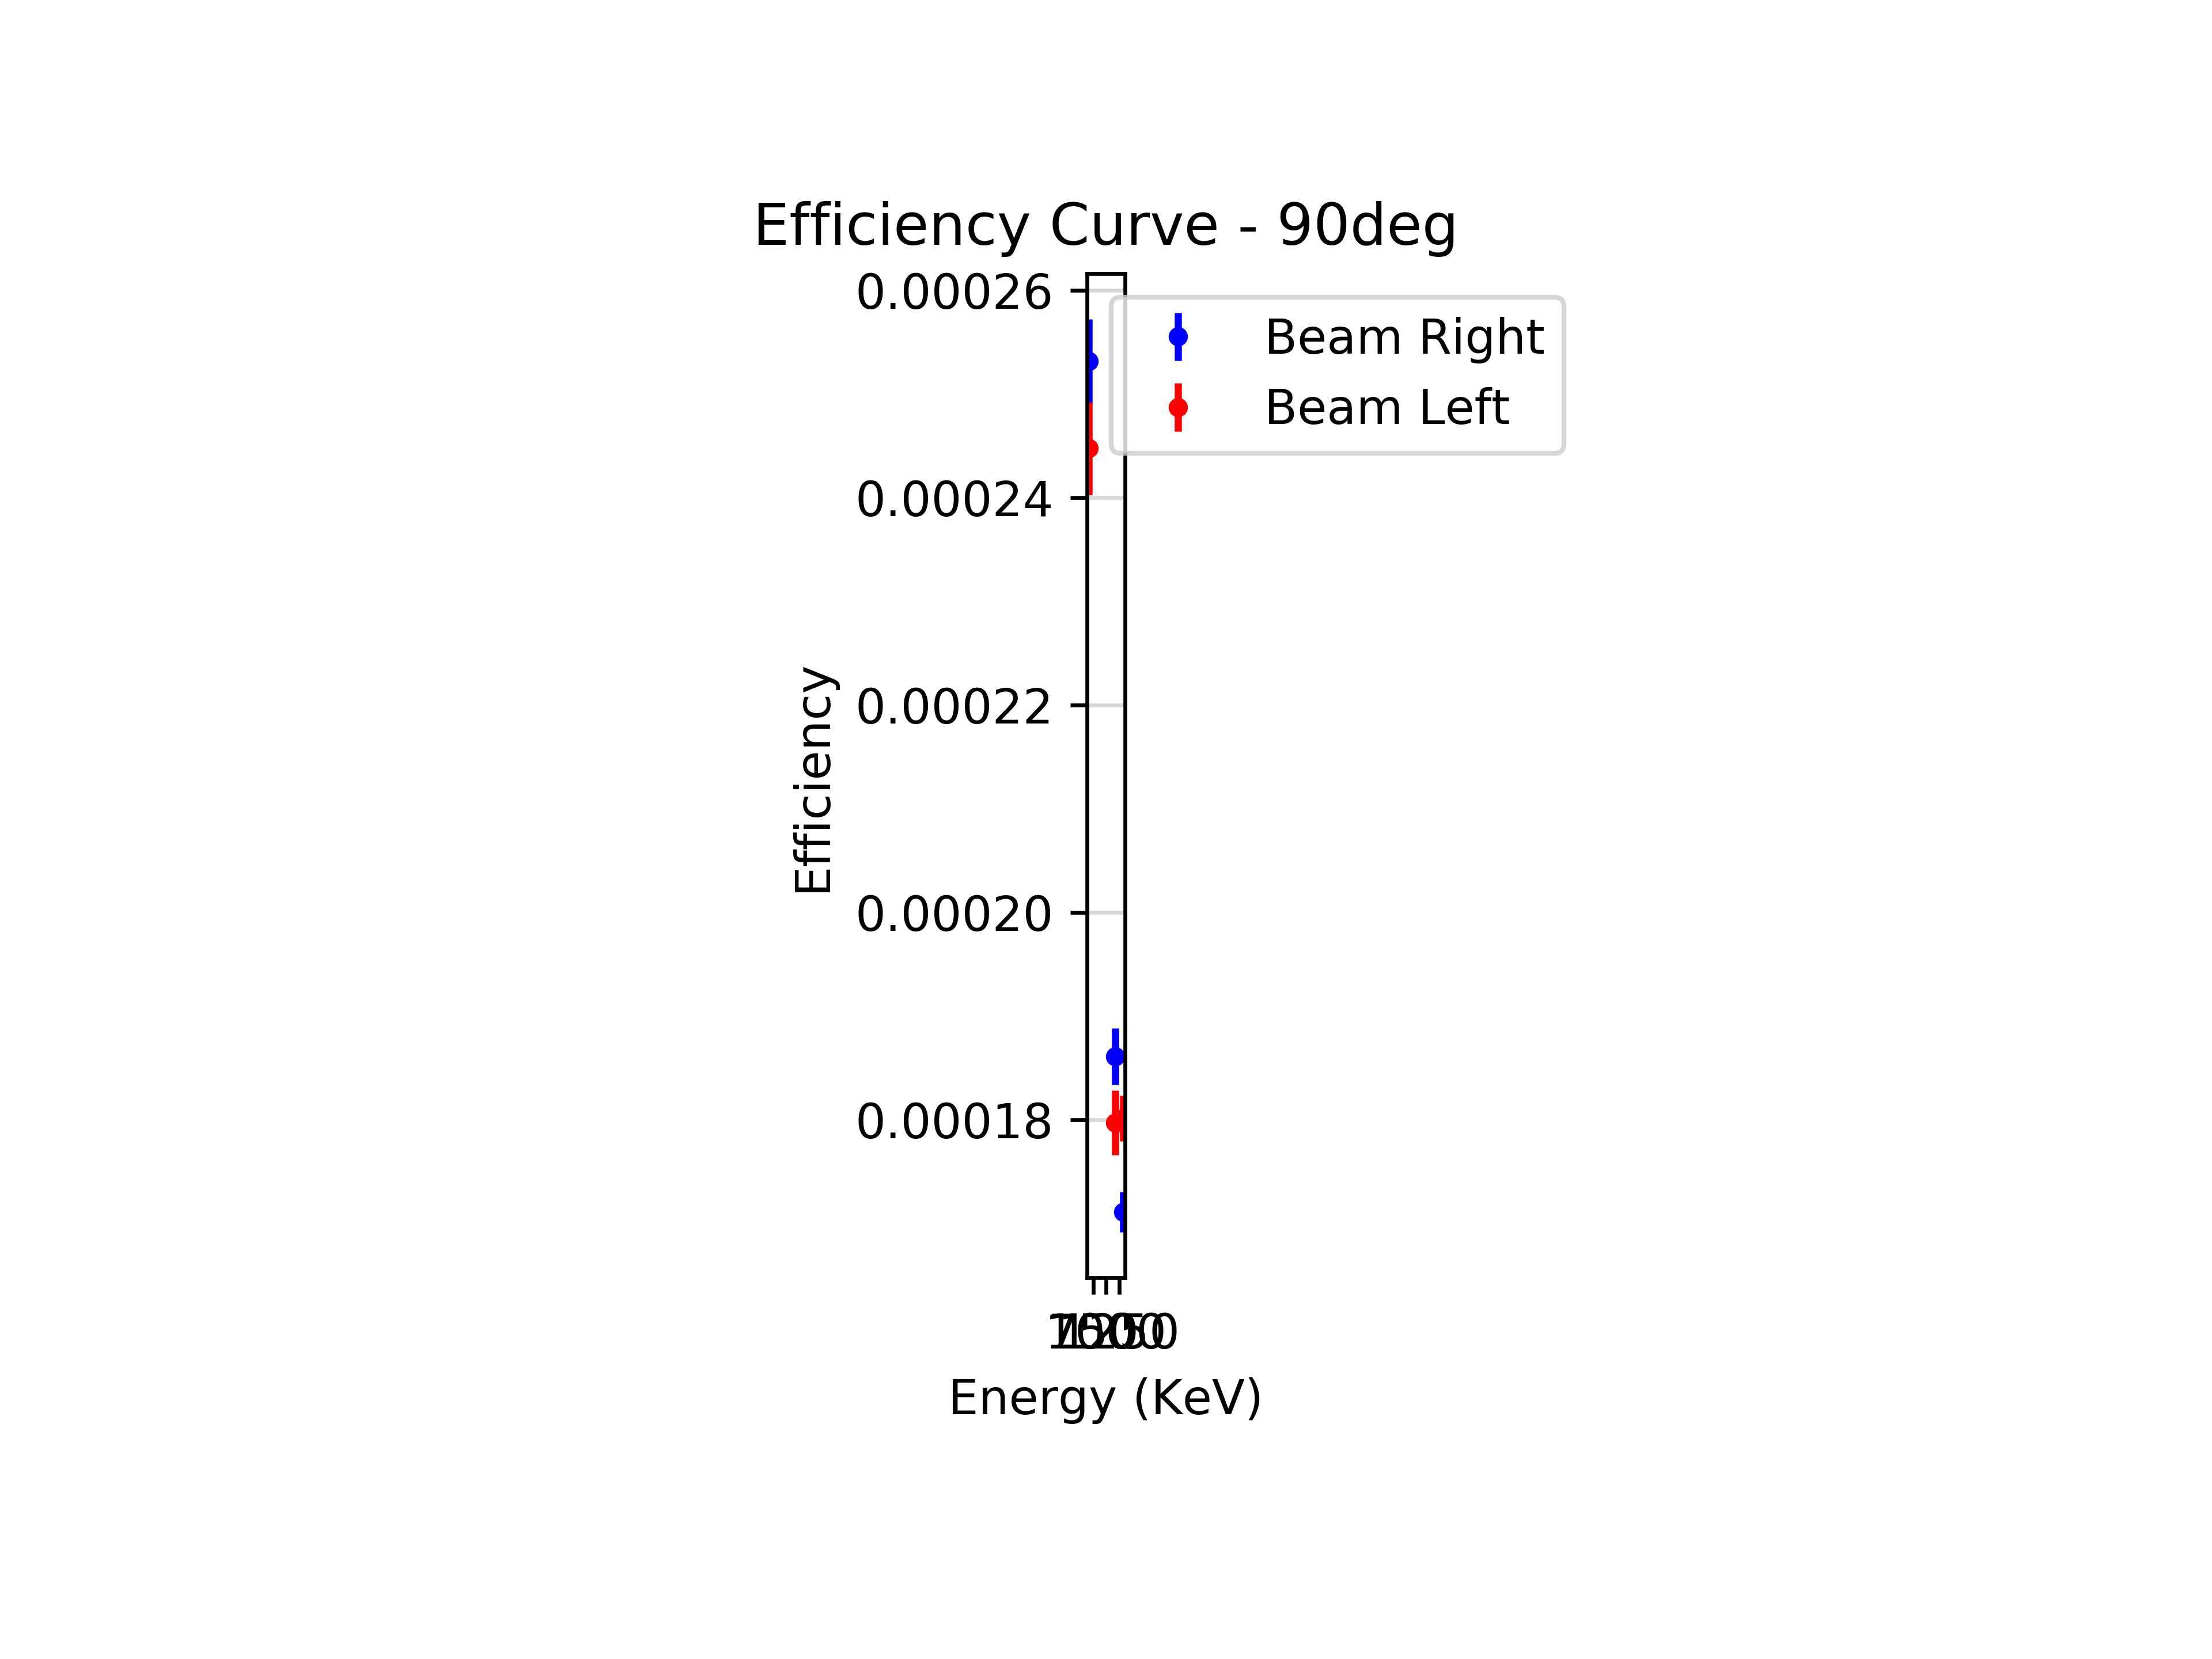 Efficiency Curve - 90deg
0.00026
Beam Right
Beam Left
0.00024
0.00022
Efficiency
0.00020
0.00018
Energy (KeV)